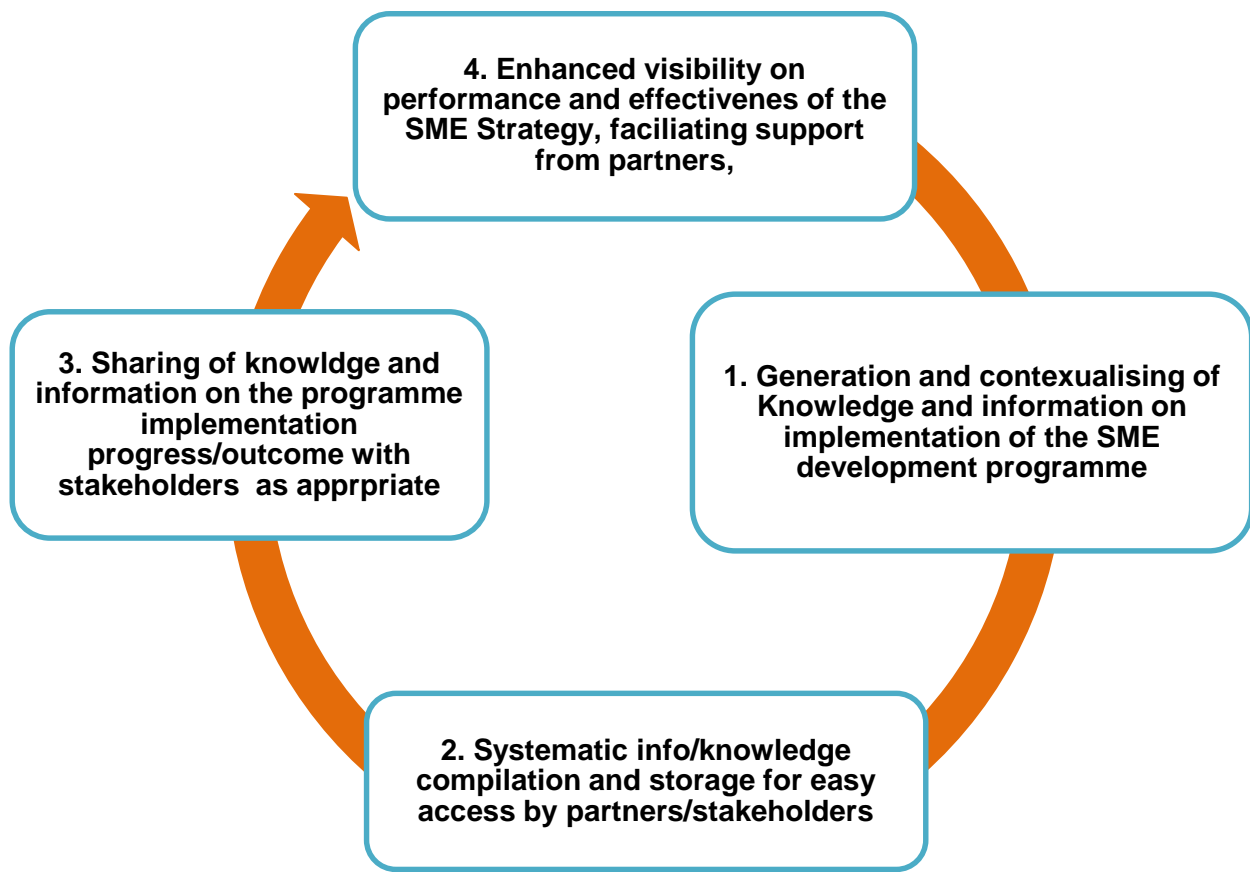 4. Enhanced visibility on
performance and effectivenes of the
SME Strategy, faciliating support
from partners,
1. Generation and contexualising of
Knowledge and information on
implementation of the SME
development programme
2. Systematic info/knowledge
compilation and storage for easy
access by partners/stakeholders
3. Sharing of knowldge and
information on the programme
implementation
progress/outcome with
stakeholders  as apprpriate